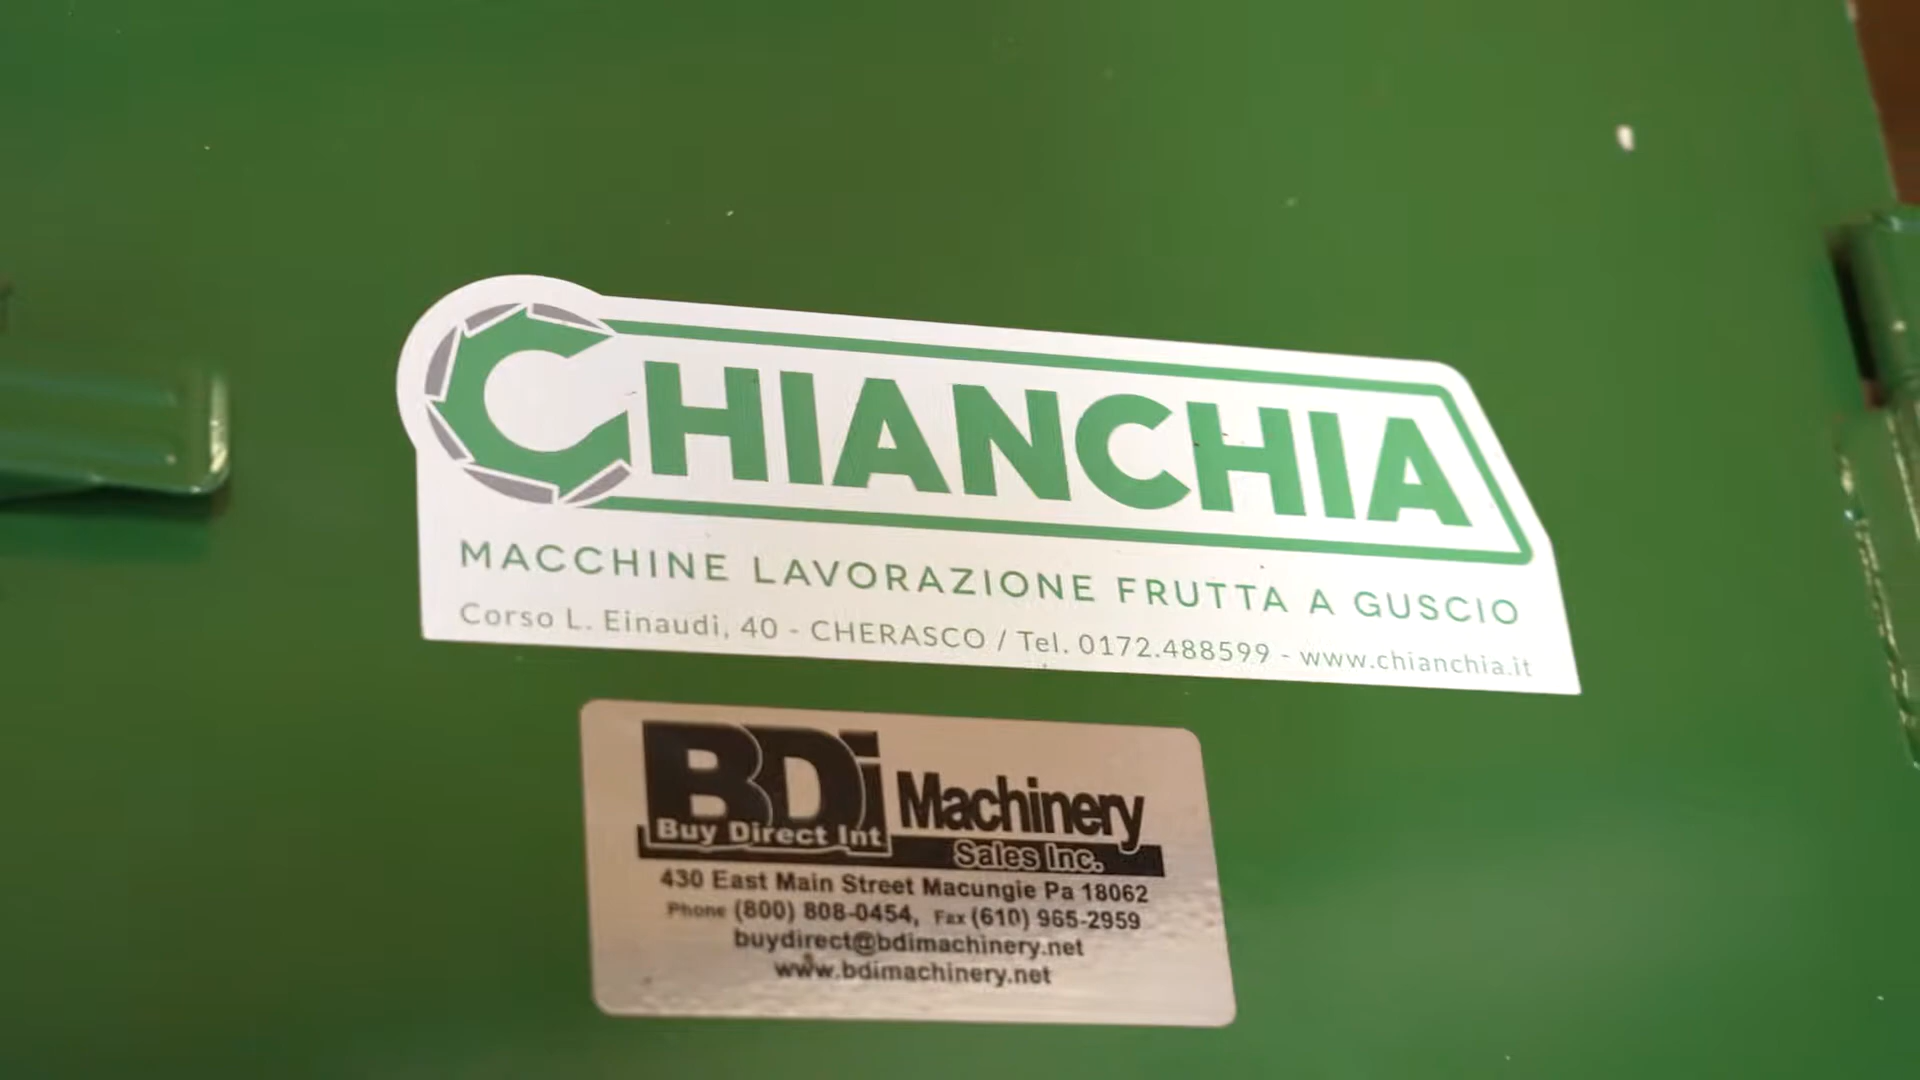 CHIANCHIA
MACCHINE LAVORAZIONE FRUTTA A GUSCIO
Corso L. Einaudi, 40 - CHERASCO / Tel. 0172.488599 - www.chianchia.it
BDi Machinery
Buy Direct Int
Sales Inc.
430 East Main Street Macungie Pa 18062
Phone (800) 808-0454, Fax (610) 965-2959
buydirect@bdimachinery.net
www.bdimachinery.net